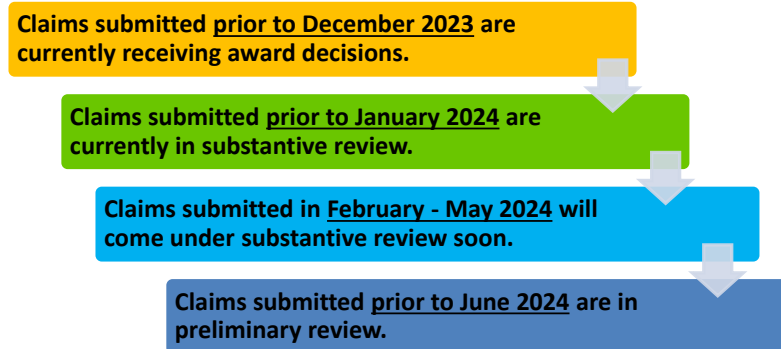 Claims submitted prior to December 2023 are
currently receiving award decisions.
Claims submitted prior to January 2024 are
currently in substantive review.
Claims submitted in February - May 2024 will
come under substantive review soon.
Claims submitted prior to June 2024 are in
preliminary review.